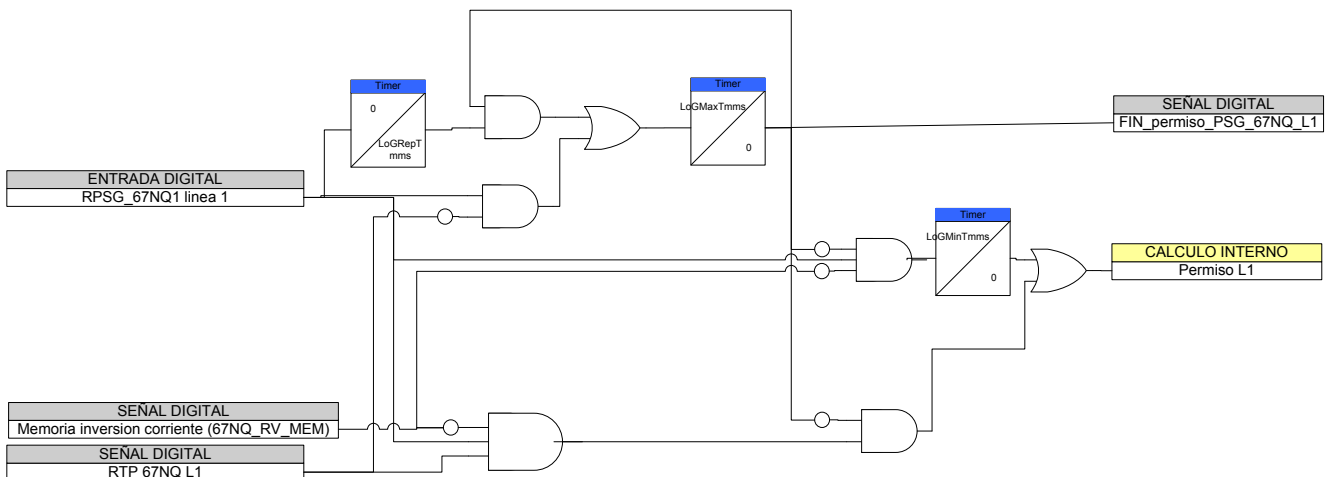 Timer
0
LoGRepT
mms
Timer
LoGMaxTmms
0
SEÑAL DIGITAL
FIN_permiso_PSG_67NQ_L1
ENTRADA DIGITAL
RPSG_67NQ1 linea 1
Timer
LoGMinTmms
0
CALCULO INTERNO
Permiso L1
SEÑAL DIGITAL
Memoria inversion corriente (67NQ_RV_MEM)
SEÑAL DIGITAL
RTP 67NQ L1